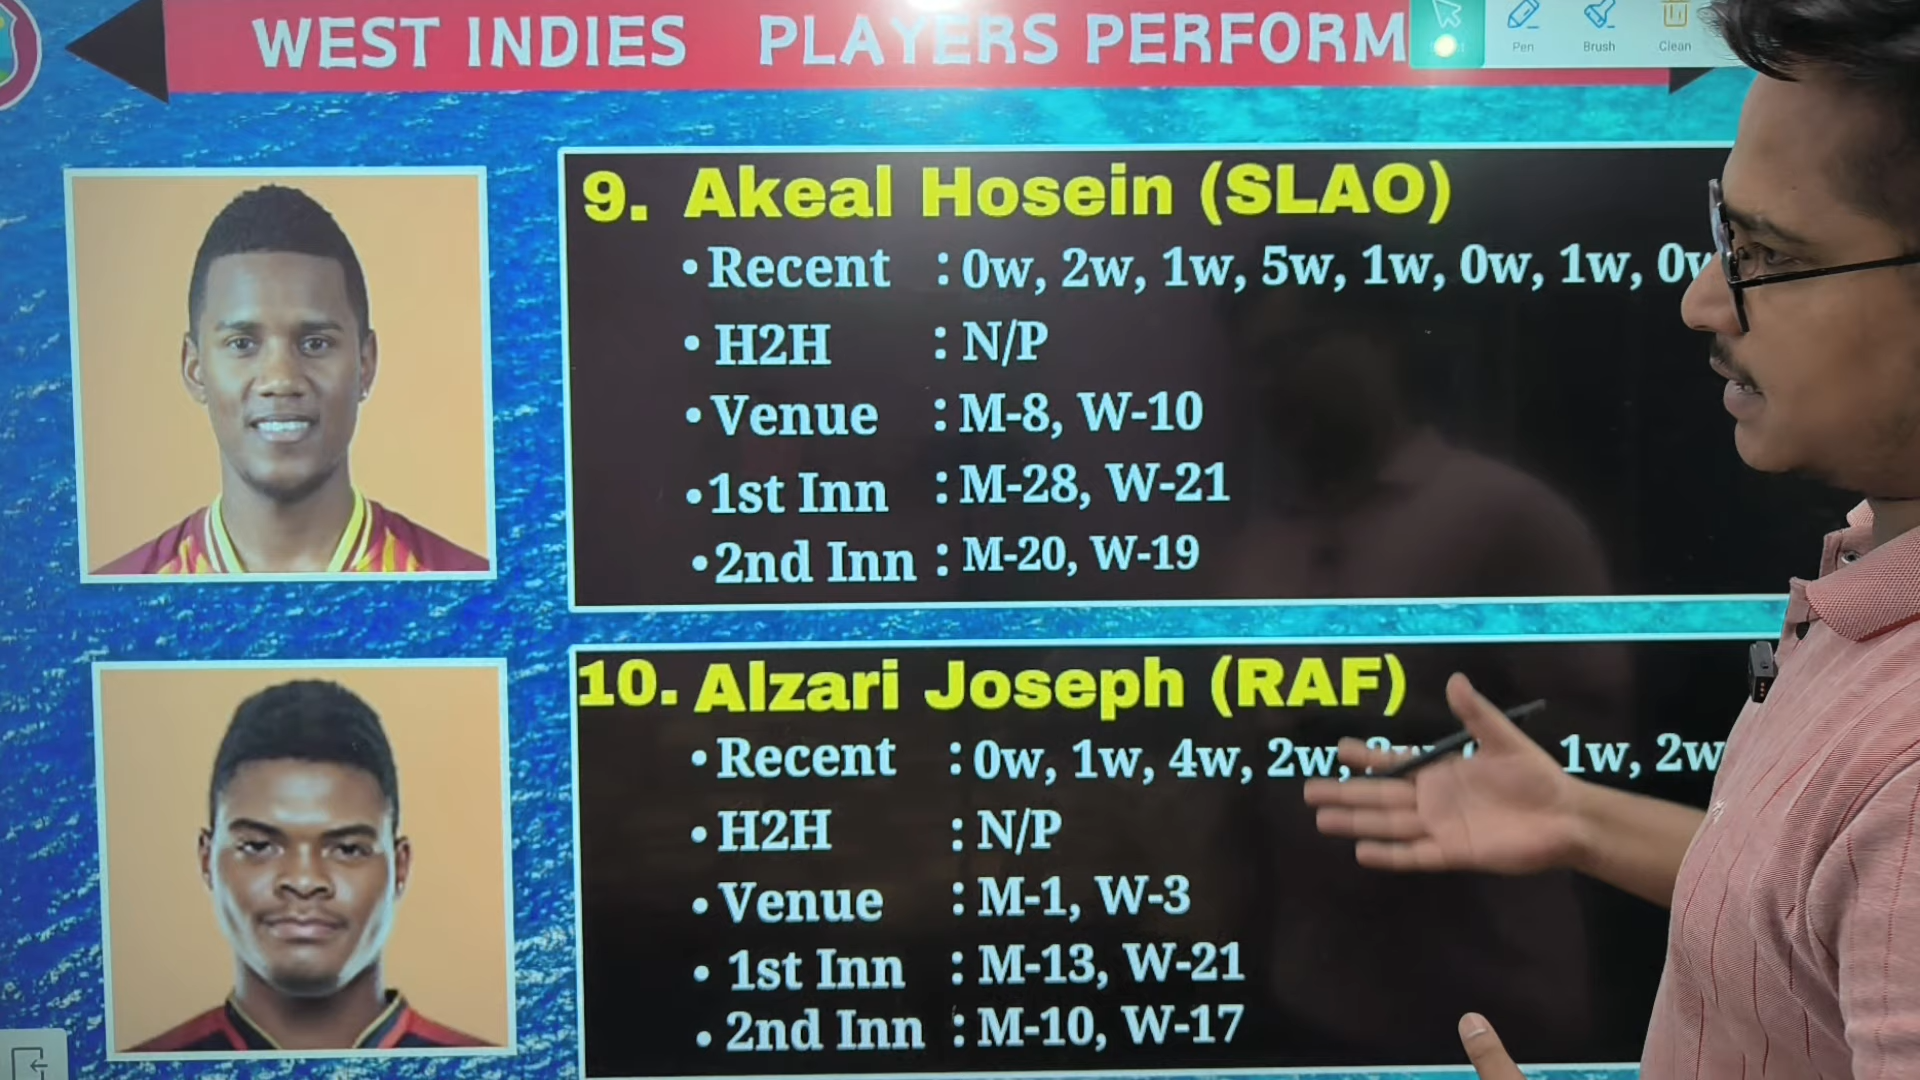 WEST INDIES PLAYERS PERFORM
Pen Brush Clean
9. Akeal Hosein (SLAO)
• Recent : 0w, 2w, 1w, 5w, 1w, 0w, 1w,
• H2H : N/P
• Venue : M-8, W-10
• 1st Inn : M-28, W-21
• 2nd Inn : M-20, W-19
10. Alzari Joseph (RAF)
• Recent : 0w, 1w, 4w, 2w, 1w, 2w
• H2H : N/P
• Venue : M-1, W-3
• 1st Inn : M-13, W-21
• 2nd Inn : M-10, W-17